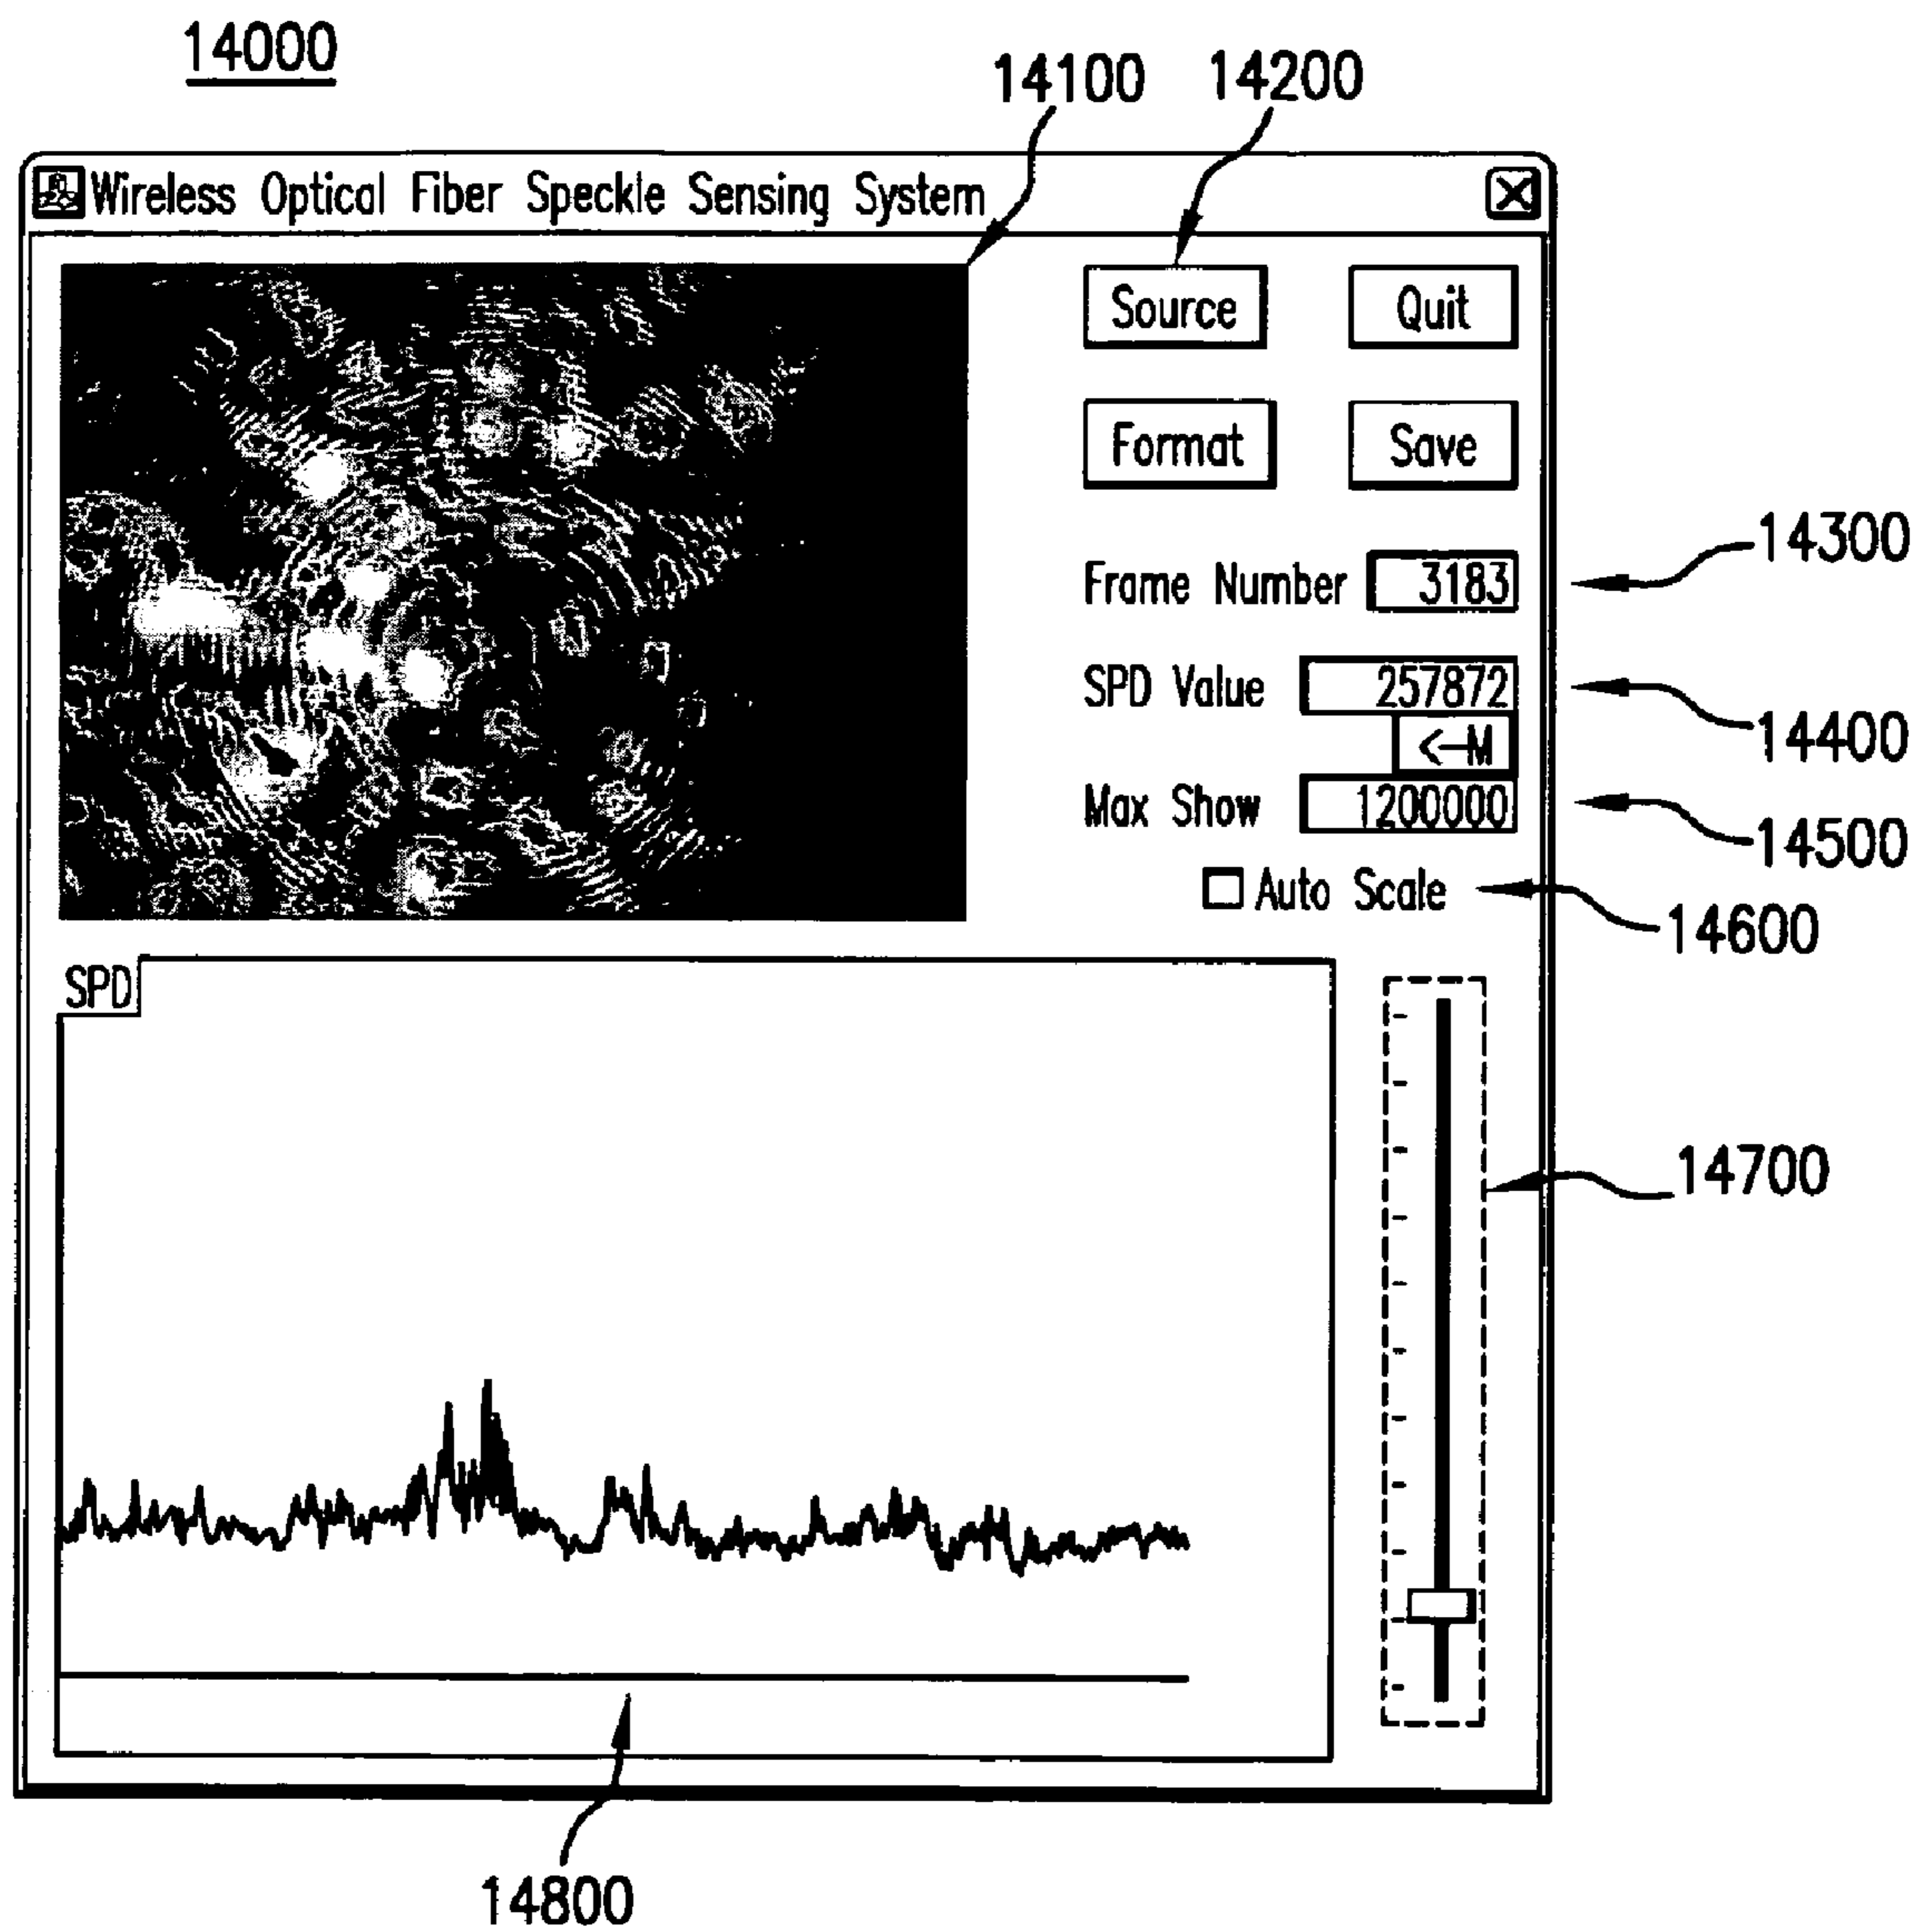 14000
14100
14200
Wireless Optical Fiber Speckle Sensing System
Source
Quit
Format
Save
Frame Number 3183
14300
SPD Value 257872
14400
<—M
Max Show 1200000
14500
Auto Scale
14600
SPD
14700
14800